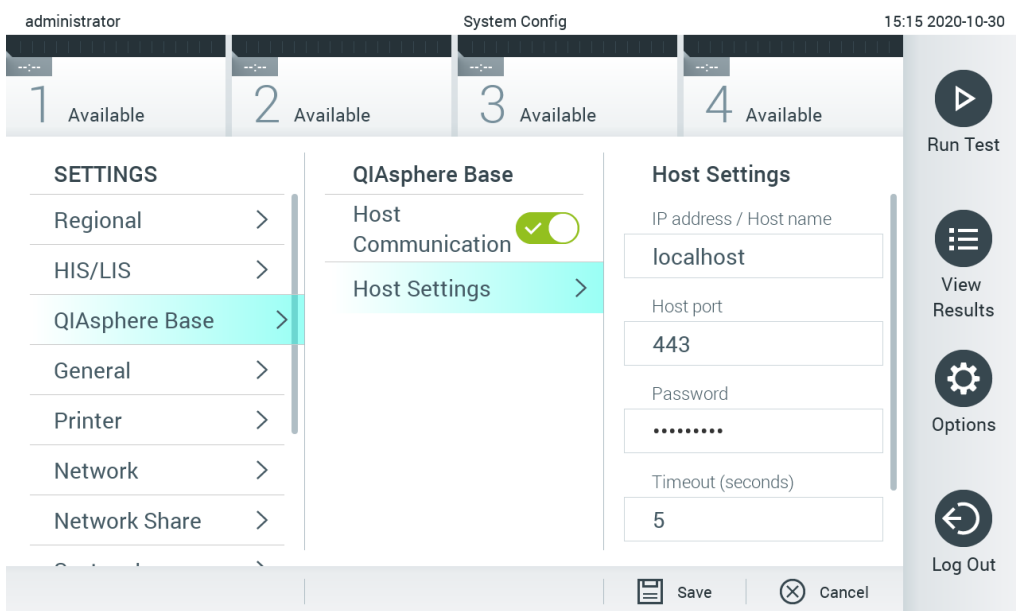 administrator
System Config
15:15 2020-10-30
--:--
1 Available
--:--
2 Available
--:--
3 Available
--:--
4 Available
SETTINGS
Regional
HIS/LIS
QIAsphere Base
General
Printer
Network
Network Share
QIAsphere Base
Host
Communication
Host Settings
Host Settings
IP address / Host name
localhost
Host port
443
Password
•••••••••
Timeout (seconds)
5
Save
Cancel
Run Test
View
Results
Options
Log Out